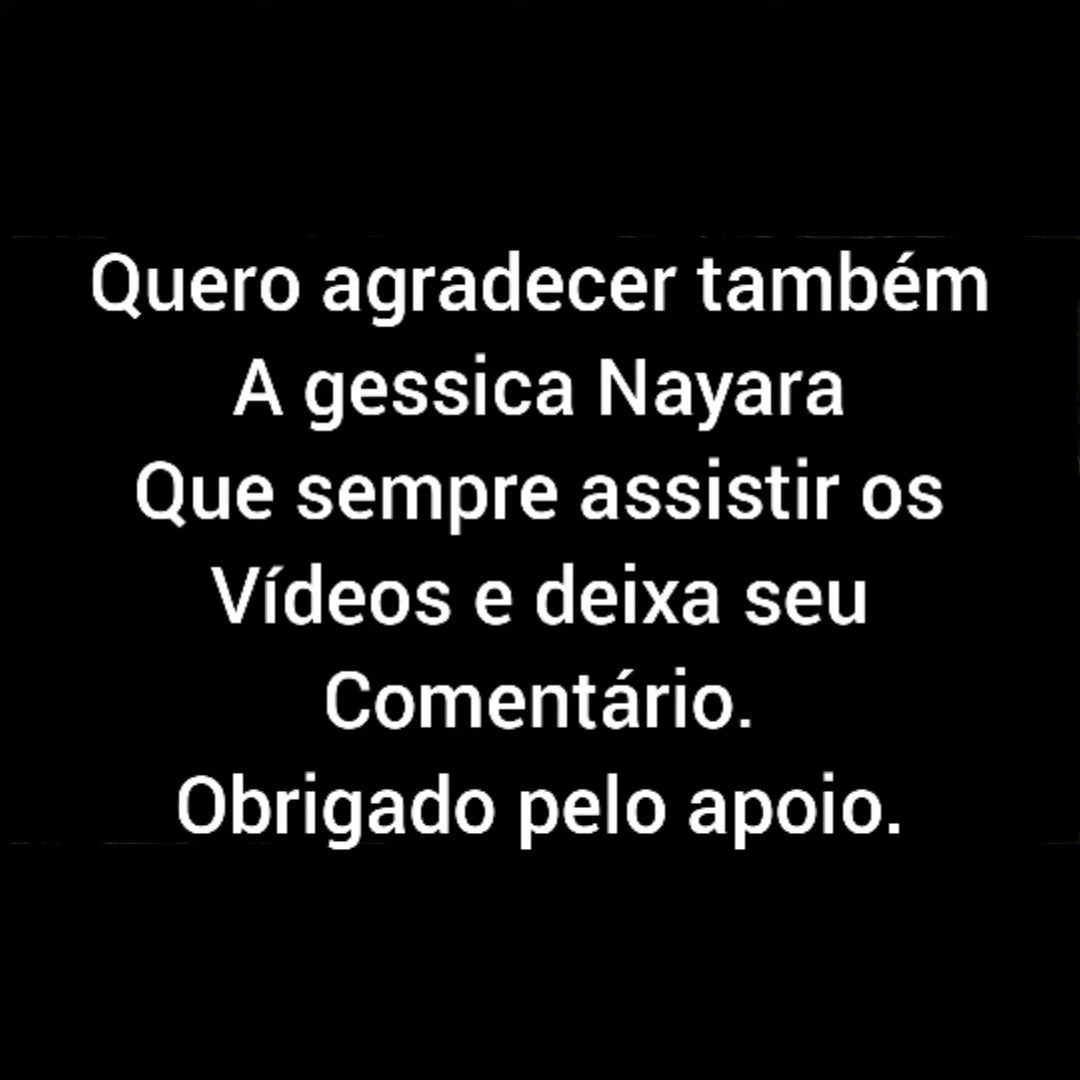 Quero agradecer também
A gessica Nayara
Que sempre assistir os
Vídeos e deixa seu
Comentário.
Obrigado pelo apoio.